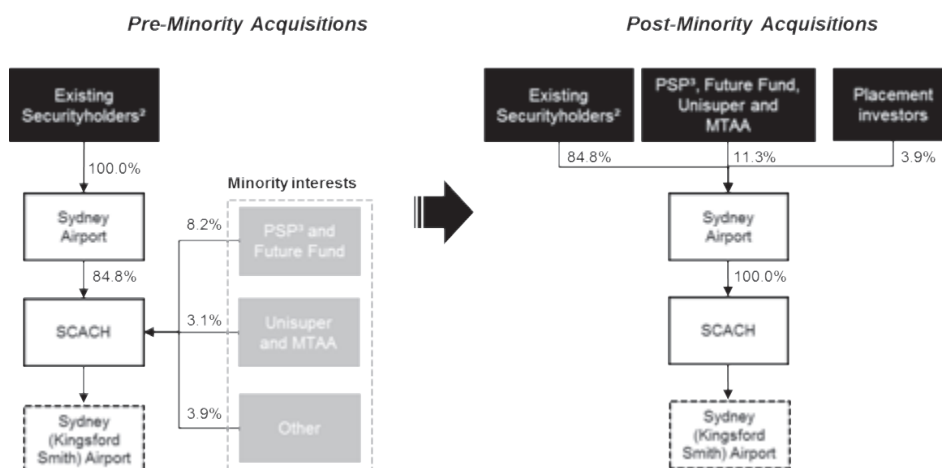 Pre-Minority Acquisitions
Existing
Securityholders²
100.0%
Sydney
Airport
84.8%
SCACH
Sydney
(Kingsford
Smith) Airport
Minority interests
8.2%
PSP³ and
Future Fund
3.1%
Unisuper
and MTAA
3.9%
Other
Post-Minority Acquisitions
Existing
Securityholders²
PSP³, Future Fund,
Unisuper and
MTAA
Placement
investors
84.8%
11.3%
3.9%
Sydney
Airport
100.0%
SCACH
Sydney
(Kingsford
Smith) Airport